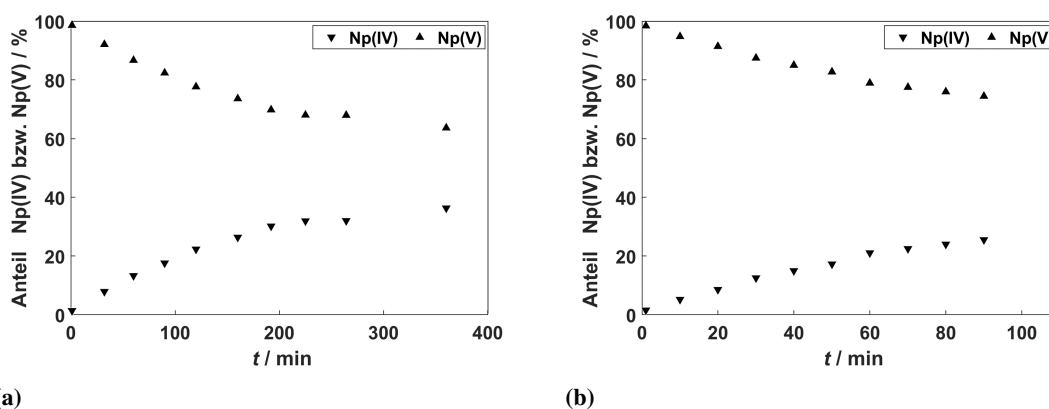 100
80
60
40
20
0
Anteil Np(IV) bzw. Np(V) / %
Np(IV) Np(V)
0 100 200 300 400
t / min
(a)
100
80
60
40
20
0
Anteil Np(IV) bzw. Np(V) / %
Np(IV) Np(V
0 20 40 60 80 100
t / min
(b)